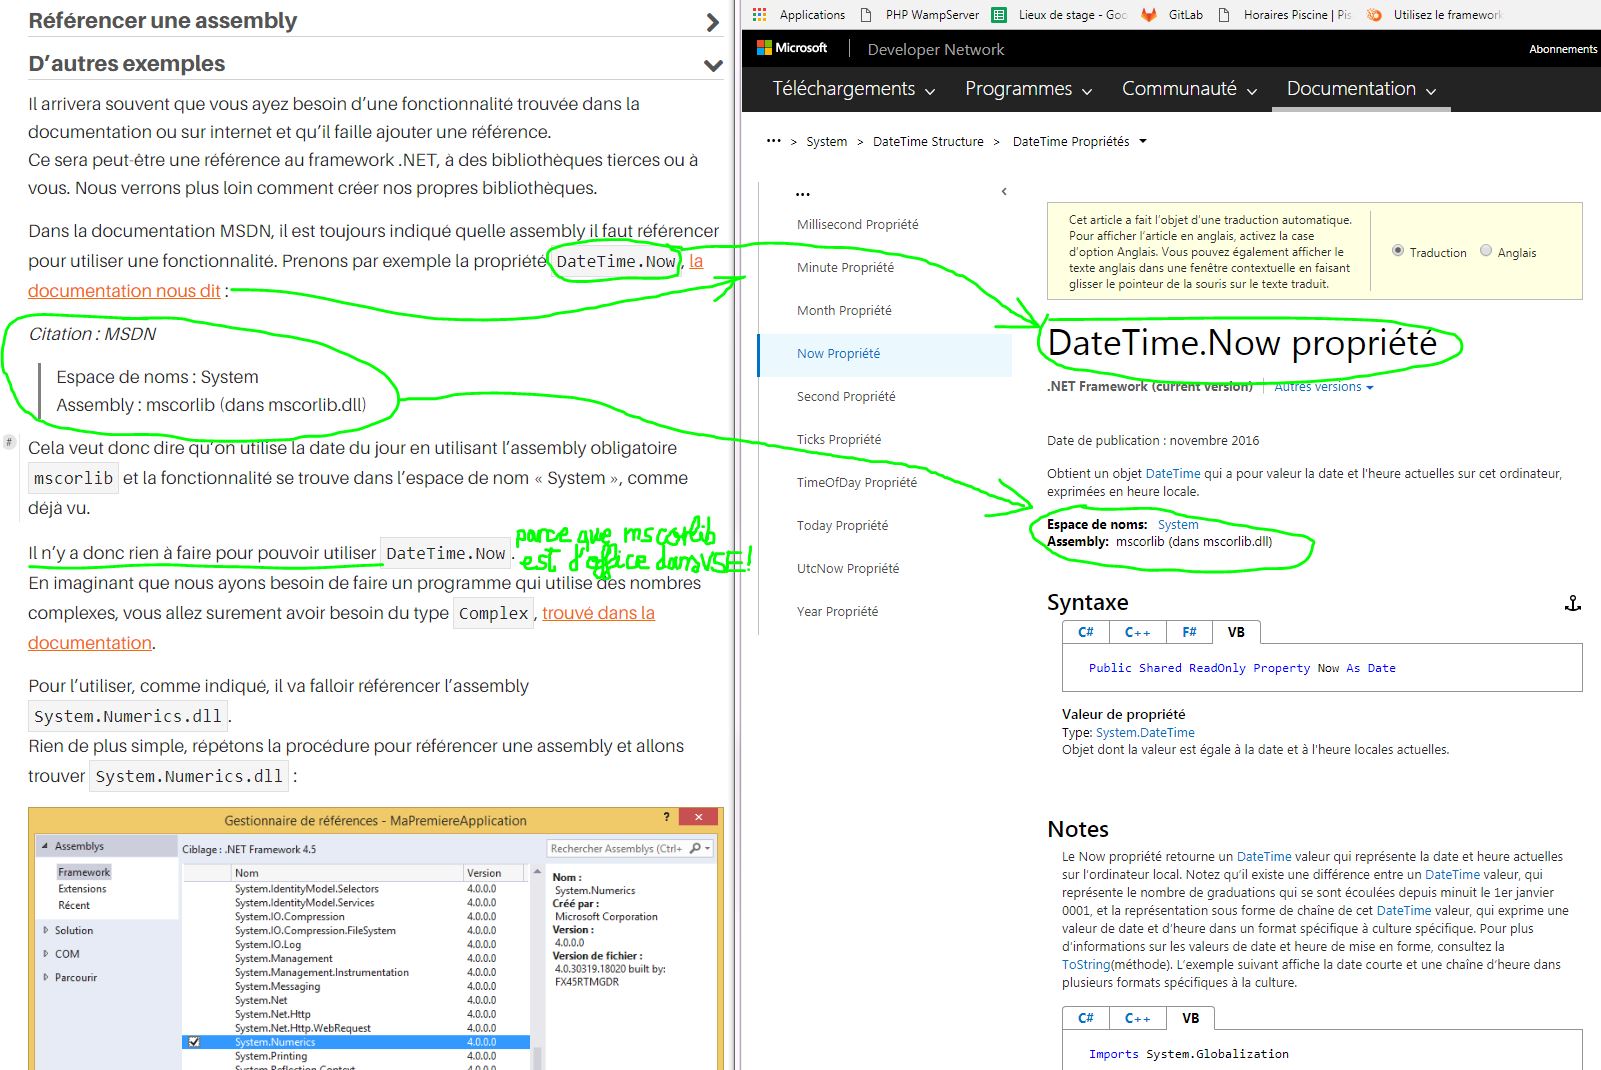 Référencer une assembly
D'autres exemples
Il arrivera souvent que vous ayez besoin d'une fonctionnalité trouvée dans la
documentation ou sur internet et qu'il faille ajouter une référence.
Ce sera peut-être une référence au framework .NET, à des bibliothèques tierces ou à
vous. Nous verrons plus loin comment créer nos propres bibliothèques.
Dans la documentation MSDN, il est toujours indiqué quelle assembly il faut référencer
pour utiliser une fonctionnalité. Prenons par exemple la propriété DateTime.Now, la
documentation nous dit :
Citation : MSDN
Espace de noms : System
Assembly : mscorlib (dans mscorlib.dll)
#
Cela veut donc dire qu'on utilise la date du jour en utilisant l'assembly obligatoire
mscorlib et la fonctionnalité se trouve dans l'espace de nom « System », comme
déjà vu.
Il n'y a donc rien à faire pour pouvoir utiliser DateTime.Now.
parce que mscorlib
est d'office dans VSE!
En imaginant que nous ayons besoin de faire un programme qui utilise des nombres
complexes, vous allez surement avoir besoin du type Complex, trouvé dans la
documentation.
Pour l'utiliser, comme indiqué, il va falloir référencer l'assembly
System.Numerics.dll.
Rien de plus simple, répétons la procédure pour référencer une assembly et allons
trouver System.Numerics.dll :
Gestionnaire de références - MaPremiereApplication
? ×
Assemblys
Framework
Extensions
Récent
Solution
COM
Parcourir
Ciblage : .NET Framework 4.5
Rechercher Assemblys (Ctrl+
Nom Version
System.IdentityModel.Selectors 4.0.0.0
System.IdentityModel.Services 4.0.0.0
System.IO.Compression 4.0.0.0
System.IO.Compression.FileSystem 4.0.0.0
System.IO.Log 4.0.0.0
System.Management 4.0.0.0
System.Management.Instrumentation 4.0.0.0
System.Messaging 4.0.0.0
System.Net 4.0.0.0
System.Net.Http 4.0.0.0
System.Net.Http.WebRequest 4.0.0.0
System.Numerics 4.0.0.0
System.Printing 4.0.0.0
System.Reflection.Context 4.0.0.0
Nom :
System.Numerics
Créé par :
Microsoft Corporation
Version :
4.0.0.0
Version de fichier :
4.0.30319.18020 built by:
FX45RTMGDR
Applications PHP WampServer Lieux de stage - Goo GitLab Horaires Piscine | Pis Utilisez le framework
Microsoft Developer Network Abonnements
Téléchargements Programmes Communauté Documentation
··· > System > DateTime Structure > DateTime Propriétés
...
Millisecond Propriété
Minute Propriété
Month Propriété
Now Propriété
Second Propriété
Ticks Propriété
TimeOfDay Propriété
Today Propriété
UtcNow Propriété
Year Propriété
Cet article a fait l'objet d'une traduction automatique.
Pour afficher l'article en anglais, activez la case
d'option Anglais. Vous pouvez également afficher le
texte anglais dans une fenêtre contextuelle en faisant
glisser le pointeur de la souris sur le texte traduit.
Traduction Anglais
DateTime.Now propriété
.NET Framework (current version) Autres versions
Date de publication : novembre 2016
Obtient un objet DateTime qui a pour valeur la date et l'heure actuelles sur cet ordinateur,
exprimées en heure locale.
Espace de noms: System
Assembly: mscorlib (dans mscorlib.dll)
Syntaxe
C# C++ F# VB
Public Shared ReadOnly Property Now As Date
Valeur de propriété
Type: System.DateTime
Objet dont la valeur est égale à la date et à l'heure locales actuelles.
Notes
Le Now propriété retourne un DateTime valeur qui représente la date et heure actuelles
sur l'ordinateur local. Notez qu'il existe une différence entre un DateTime valeur, qui
représente le nombre de graduations qui se sont écoulées depuis minuit le 1er janvier
0001, et la représentation sous forme de chaîne de cet DateTime valeur, qui exprime une
valeur de date et d'heure dans un format spécifique à culture spécifique. Pour plus
d'informations sur les valeurs de date et heure de mise en forme, consultez la
ToString(méthode). L'exemple suivant affiche la date courte et une chaîne d'heure dans
plusieurs formats spécifiques à la culture.
C# C++ VB
Imports System.Globalization